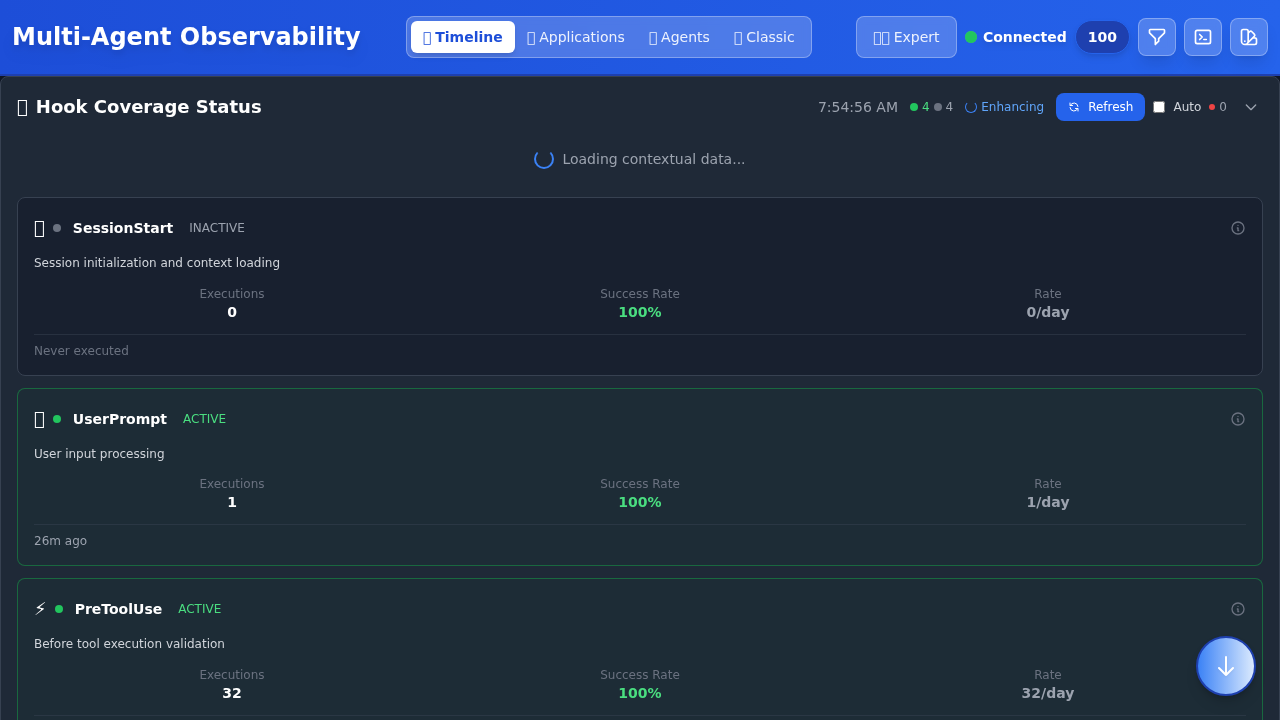 Multi-Agent Observability
Timeline
Applications
Agents
Classic
Expert
Connected
100
Hook Coverage Status
7:54:56 AM
4
4
Enhancing
Refresh
Auto
0
Loading contextual data...
SessionStart
INACTIVE
Session initialization and context loading
Executions
Success Rate
Rate
0
100%
0/day
Never executed
UserPrompt
ACTIVE
User input processing
Executions
Success Rate
Rate
1
100%
1/day
26m ago
PreToolUse
ACTIVE
Before tool execution validation
Executions
Success Rate
Rate
32
100%
32/day